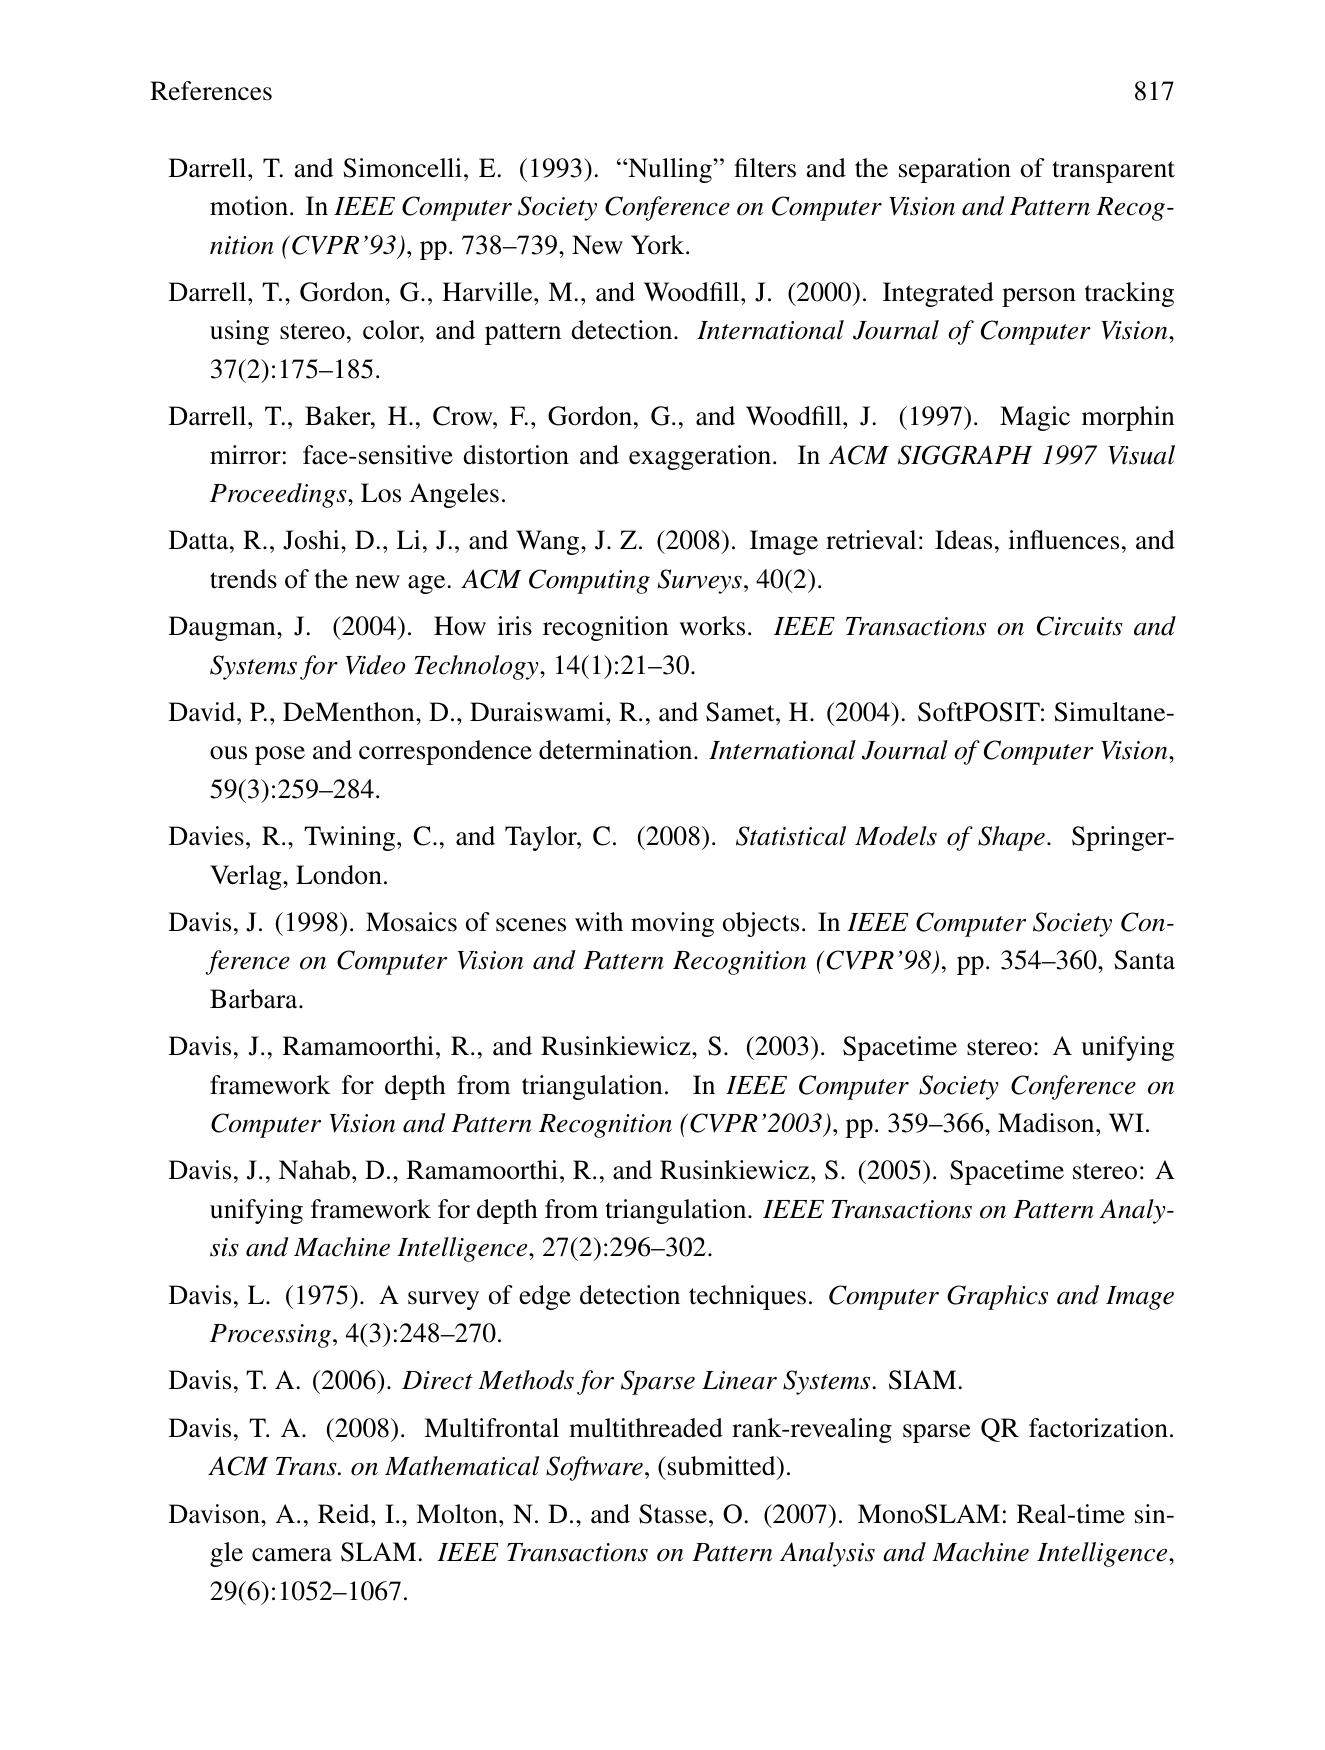 References 817
Darrell, T. and Simoncelli, E. (1993). “Nulling” filters and the separation of transparent
motion. In IEEE Computer Society Conference on Computer Vision and Pattern Recog-
nition (CVPR’93), pp. 738–739, New York.
Darrell, T., Gordon, G., Harville, M., and Woodfill, J. (2000). Integrated person tracking
using stereo, color, and pattern detection. International Journal of Computer Vision,
37(2):175–185.
Darrell, T., Baker, H., Crow, F., Gordon, G., and Woodfill, J. (1997). Magic morphin
mirror: face-sensitive distortion and exaggeration. In ACM SIGGRAPH 1997 Visual
Proceedings, Los Angeles.
Datta, R., Joshi, D., Li, J., and Wang, J. Z. (2008). Image retrieval: Ideas, influences, and
trends of the new age. ACM Computing Surveys, 40(2).
Daugman, J. (2004). How iris recognition works. IEEE Transactions on Circuits and
Systems for Video Technology, 14(1):21–30.
David, P., DeMenthon, D., Duraiswami, R., and Samet, H. (2004). SoftPOSIT: Simultane-
ous pose and correspondence determination. International Journal of Computer Vision,
59(3):259–284.
Davies, R., Twining, C., and Taylor, C. (2008). Statistical Models of Shape. Springer-
Verlag, London.
Davis, J. (1998). Mosaics of scenes with moving objects. In IEEE Computer Society Con-
ference on Computer Vision and Pattern Recognition (CVPR’98), pp. 354–360, Santa
Barbara.
Davis, J., Ramamoorthi, R., and Rusinkiewicz, S. (2003). Spacetime stereo: A unifying
framework for depth from triangulation. In IEEE Computer Society Conference on
Computer Vision and Pattern Recognition (CVPR’2003), pp. 359–366, Madison, WI.
Davis, J., Nahab, D., Ramamoorthi, R., and Rusinkiewicz, S. (2005). Spacetime stereo: A
unifying framework for depth from triangulation. IEEE Transactions on Pattern Analy-
sis and Machine Intelligence, 27(2):296–302.
Davis, L. (1975). A survey of edge detection techniques. Computer Graphics and Image
Processing, 4(3):248–270.
Davis, T. A. (2006). Direct Methods for Sparse Linear Systems. SIAM.
Davis, T. A. (2008). Multifrontal multithreaded rank-revealing sparse QR factorization.
ACM Trans. on Mathematical Software, (submitted).
Davison, A., Reid, I., Molton, N. D., and Stasse, O. (2007). MonoSLAM: Real-time sin-
gle camera SLAM. IEEE Transactions on Pattern Analysis and Machine Intelligence,
29(6):1052–1067.